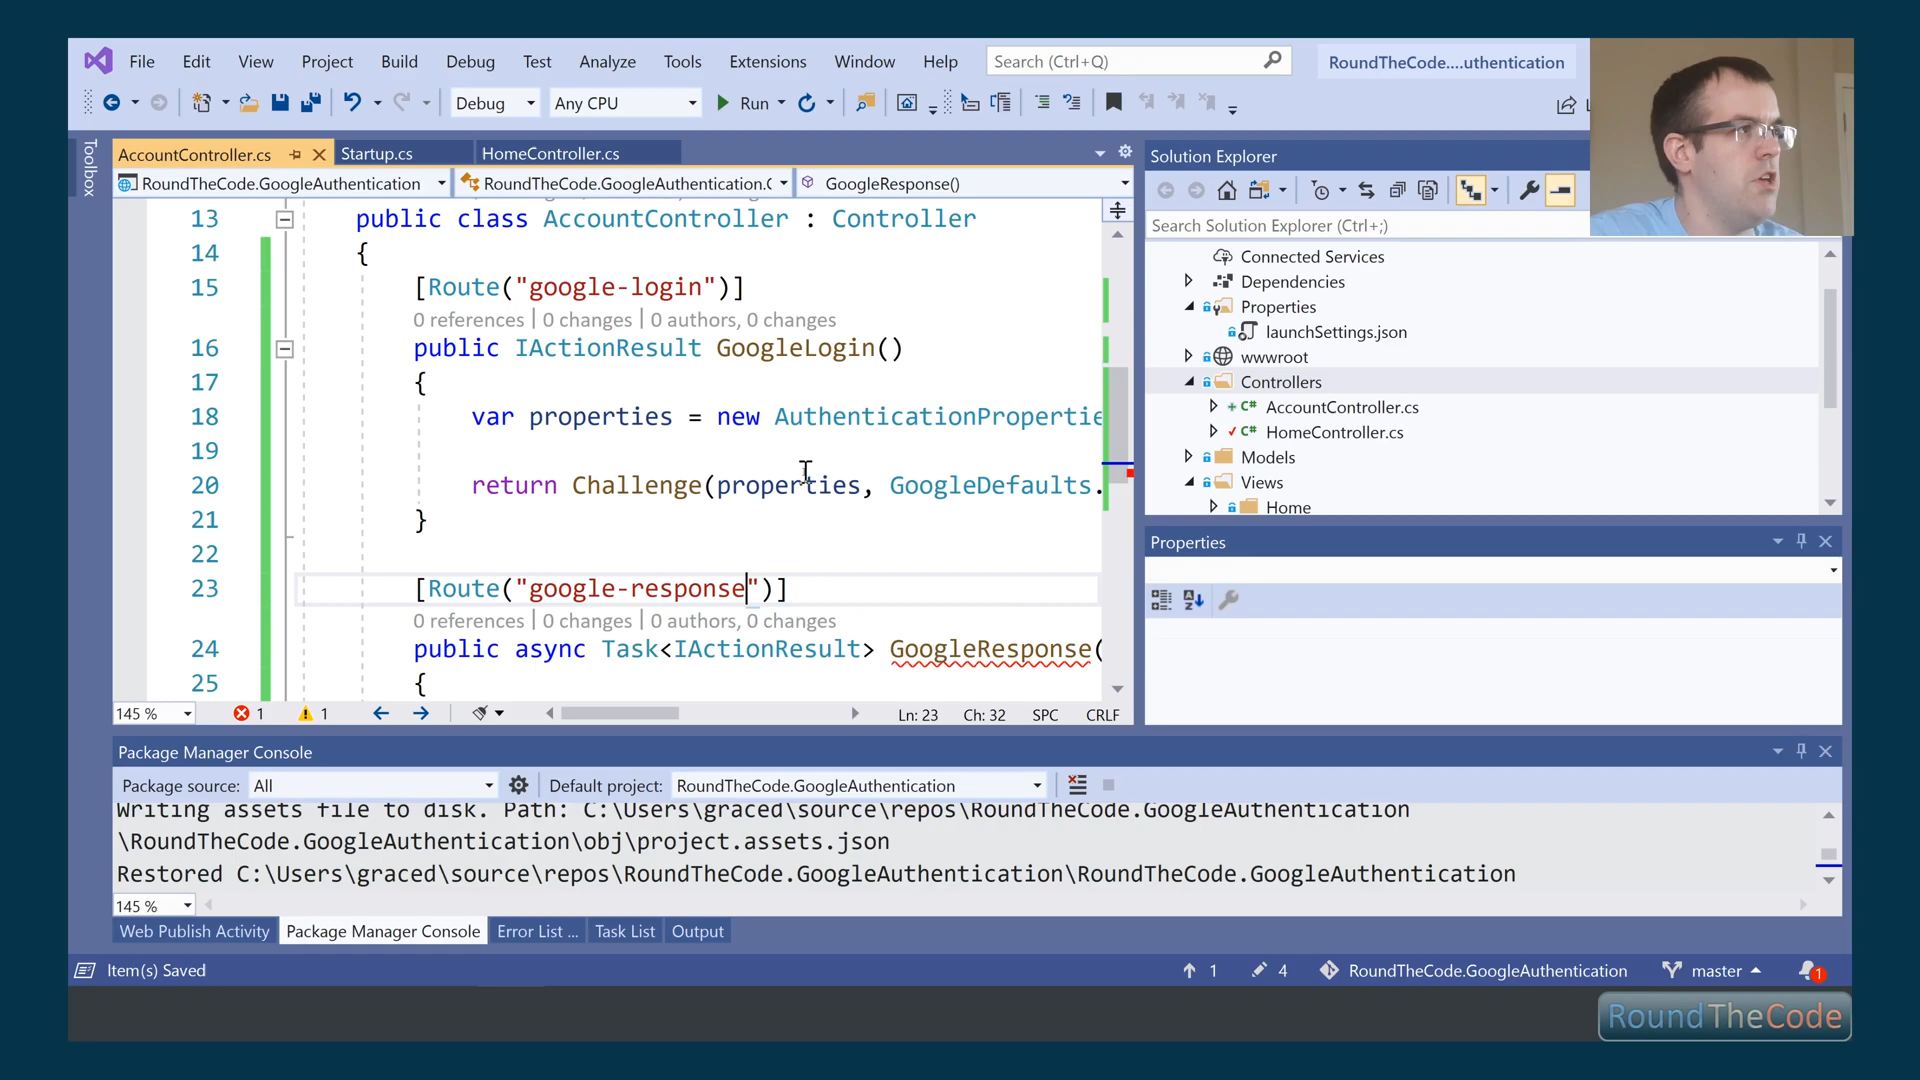 File Edit View Project Build Debug Test Analyze Tools Extensions Window Help Search (Ctrl+Q) RoundTheCode....uthentication
Debug Any CPU Run
Toolbox
AccountController.cs Startup.cs HomeController.cs
RoundTheCode.GoogleAuthentication RoundTheCode.GoogleAuthentication.C GoogleResponse()
13 public class AccountController : Controller
14 {
15 [Route("google-login")]
0 references | 0 changes | 0 authors, 0 changes
16 public IActionResult GoogleLogin()
17 {
18 var properties = new AuthenticationPropertie
19
20 return Challenge(properties, GoogleDefaults.
21 }
22
23 [Route("google-response")]
0 references | 0 changes | 0 authors, 0 changes
24 public async Task<IActionResult> GoogleResponse(
25 {
145 % 1 1 Ln: 23 Ch: 32 SPC CRLF
Solution Explorer
Search Solution Explorer (Ctrl+;)
Connected Services
Dependencies
Properties
launchSettings.json
wwwroot
Controllers
C# AccountController.cs
C# HomeController.cs
Models
Views
Home
Properties
Package Manager Console
Package source: All Default project: RoundTheCode.GoogleAuthentication
Writing assets file to disk. Path: C:\Users\graced\source\repos\RoundTheCode.GoogleAuthentication
\RoundTheCode.GoogleAuthentication\obj\project.assets.json
Restored C:\Users\graced\source\repos\RoundTheCode.GoogleAuthentication\RoundTheCode.GoogleAuthentication
145 %
Web Publish Activity Package Manager Console Error List ... Task List Output
Item(s) Saved 1 4 RoundTheCode.GoogleAuthentication master 1
RoundTheCode